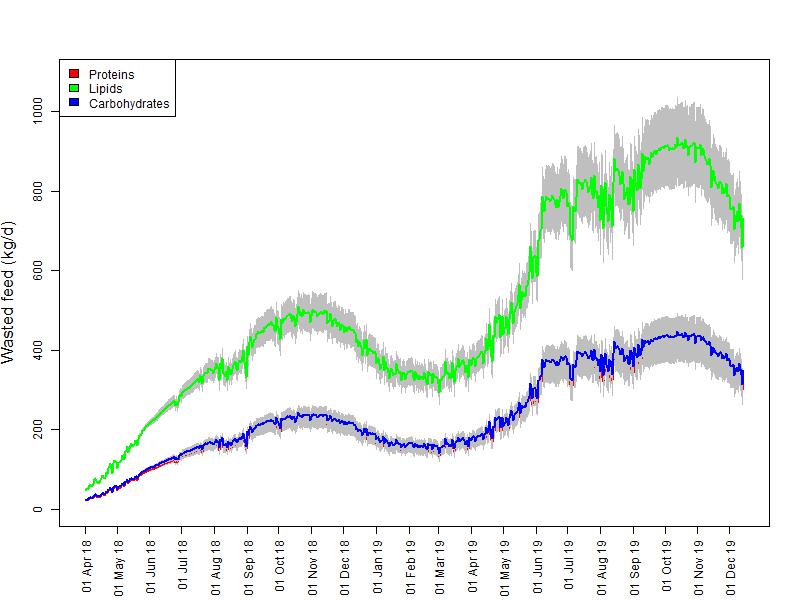 Proteins
Lipids
Carbohydrates
Wasted feed (kg/d)
1000
800
600
400
200
0
01 Apr 18
01 May 18
01 Jun 18
01 Jul 18
01 Aug 18
01 Sep 18
01 Oct 18
01 Nov 18
01 Dec 18
01 Jan 19
01 Feb 19
01 Mar 19
01 Apr 19
01 May 19
01 Jun 19
01 Jul 19
01 Aug 19
01 Sep 19
01 Oct 19
01 Nov 19
01 Dec 19